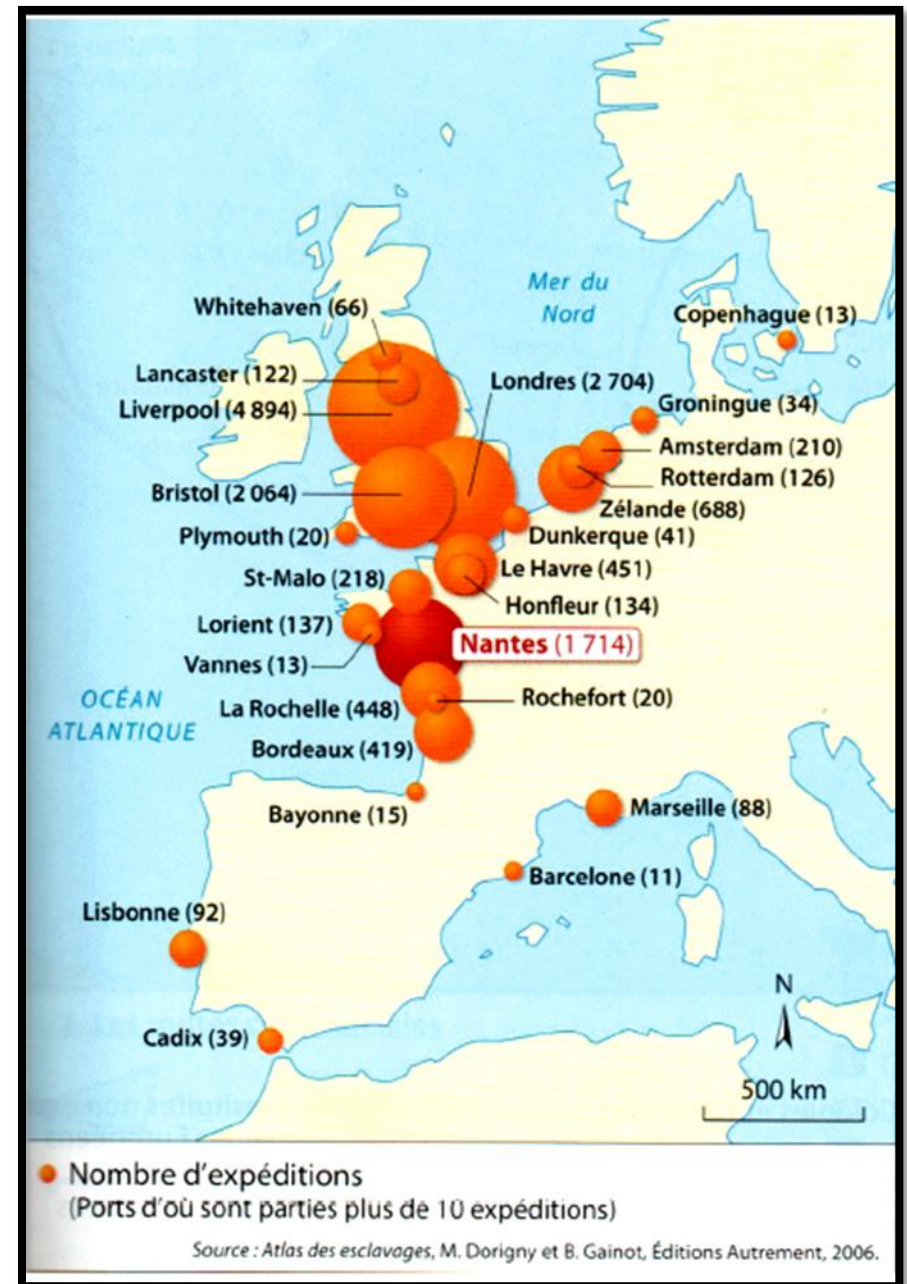 Mer du
Nord
Whitehaven (66)
Copenhague (13)
Lancaster (122)
Londres (2 704)
Liverpool (4 894)
Groningue (34)
Amsterdam (210)
Rotterdam (126)
Bristol (2 064)
Zélande (688)
Plymouth (20)
Dunkerque (41)
St-Malo (218)
Le Havre (451)
Honfleur (134)
Lorient (137)
Nantes (1 714)
Vannes (13)
OCÉAN
ATLANTIQUE
La Rochelle (448)
Rochefort (20)
Bordeaux (419)
Bayonne (15)
Marseille (88)
Barcelone (11)
Lisbonne (92)
N
Cadix (39)
500 km
Nombre d'expéditions
(Ports d'où sont parties plus de 10 expéditions)
Source : Atlas des esclavages, M. Dorigny et B. Gainot, Éditions Autrement, 2006.